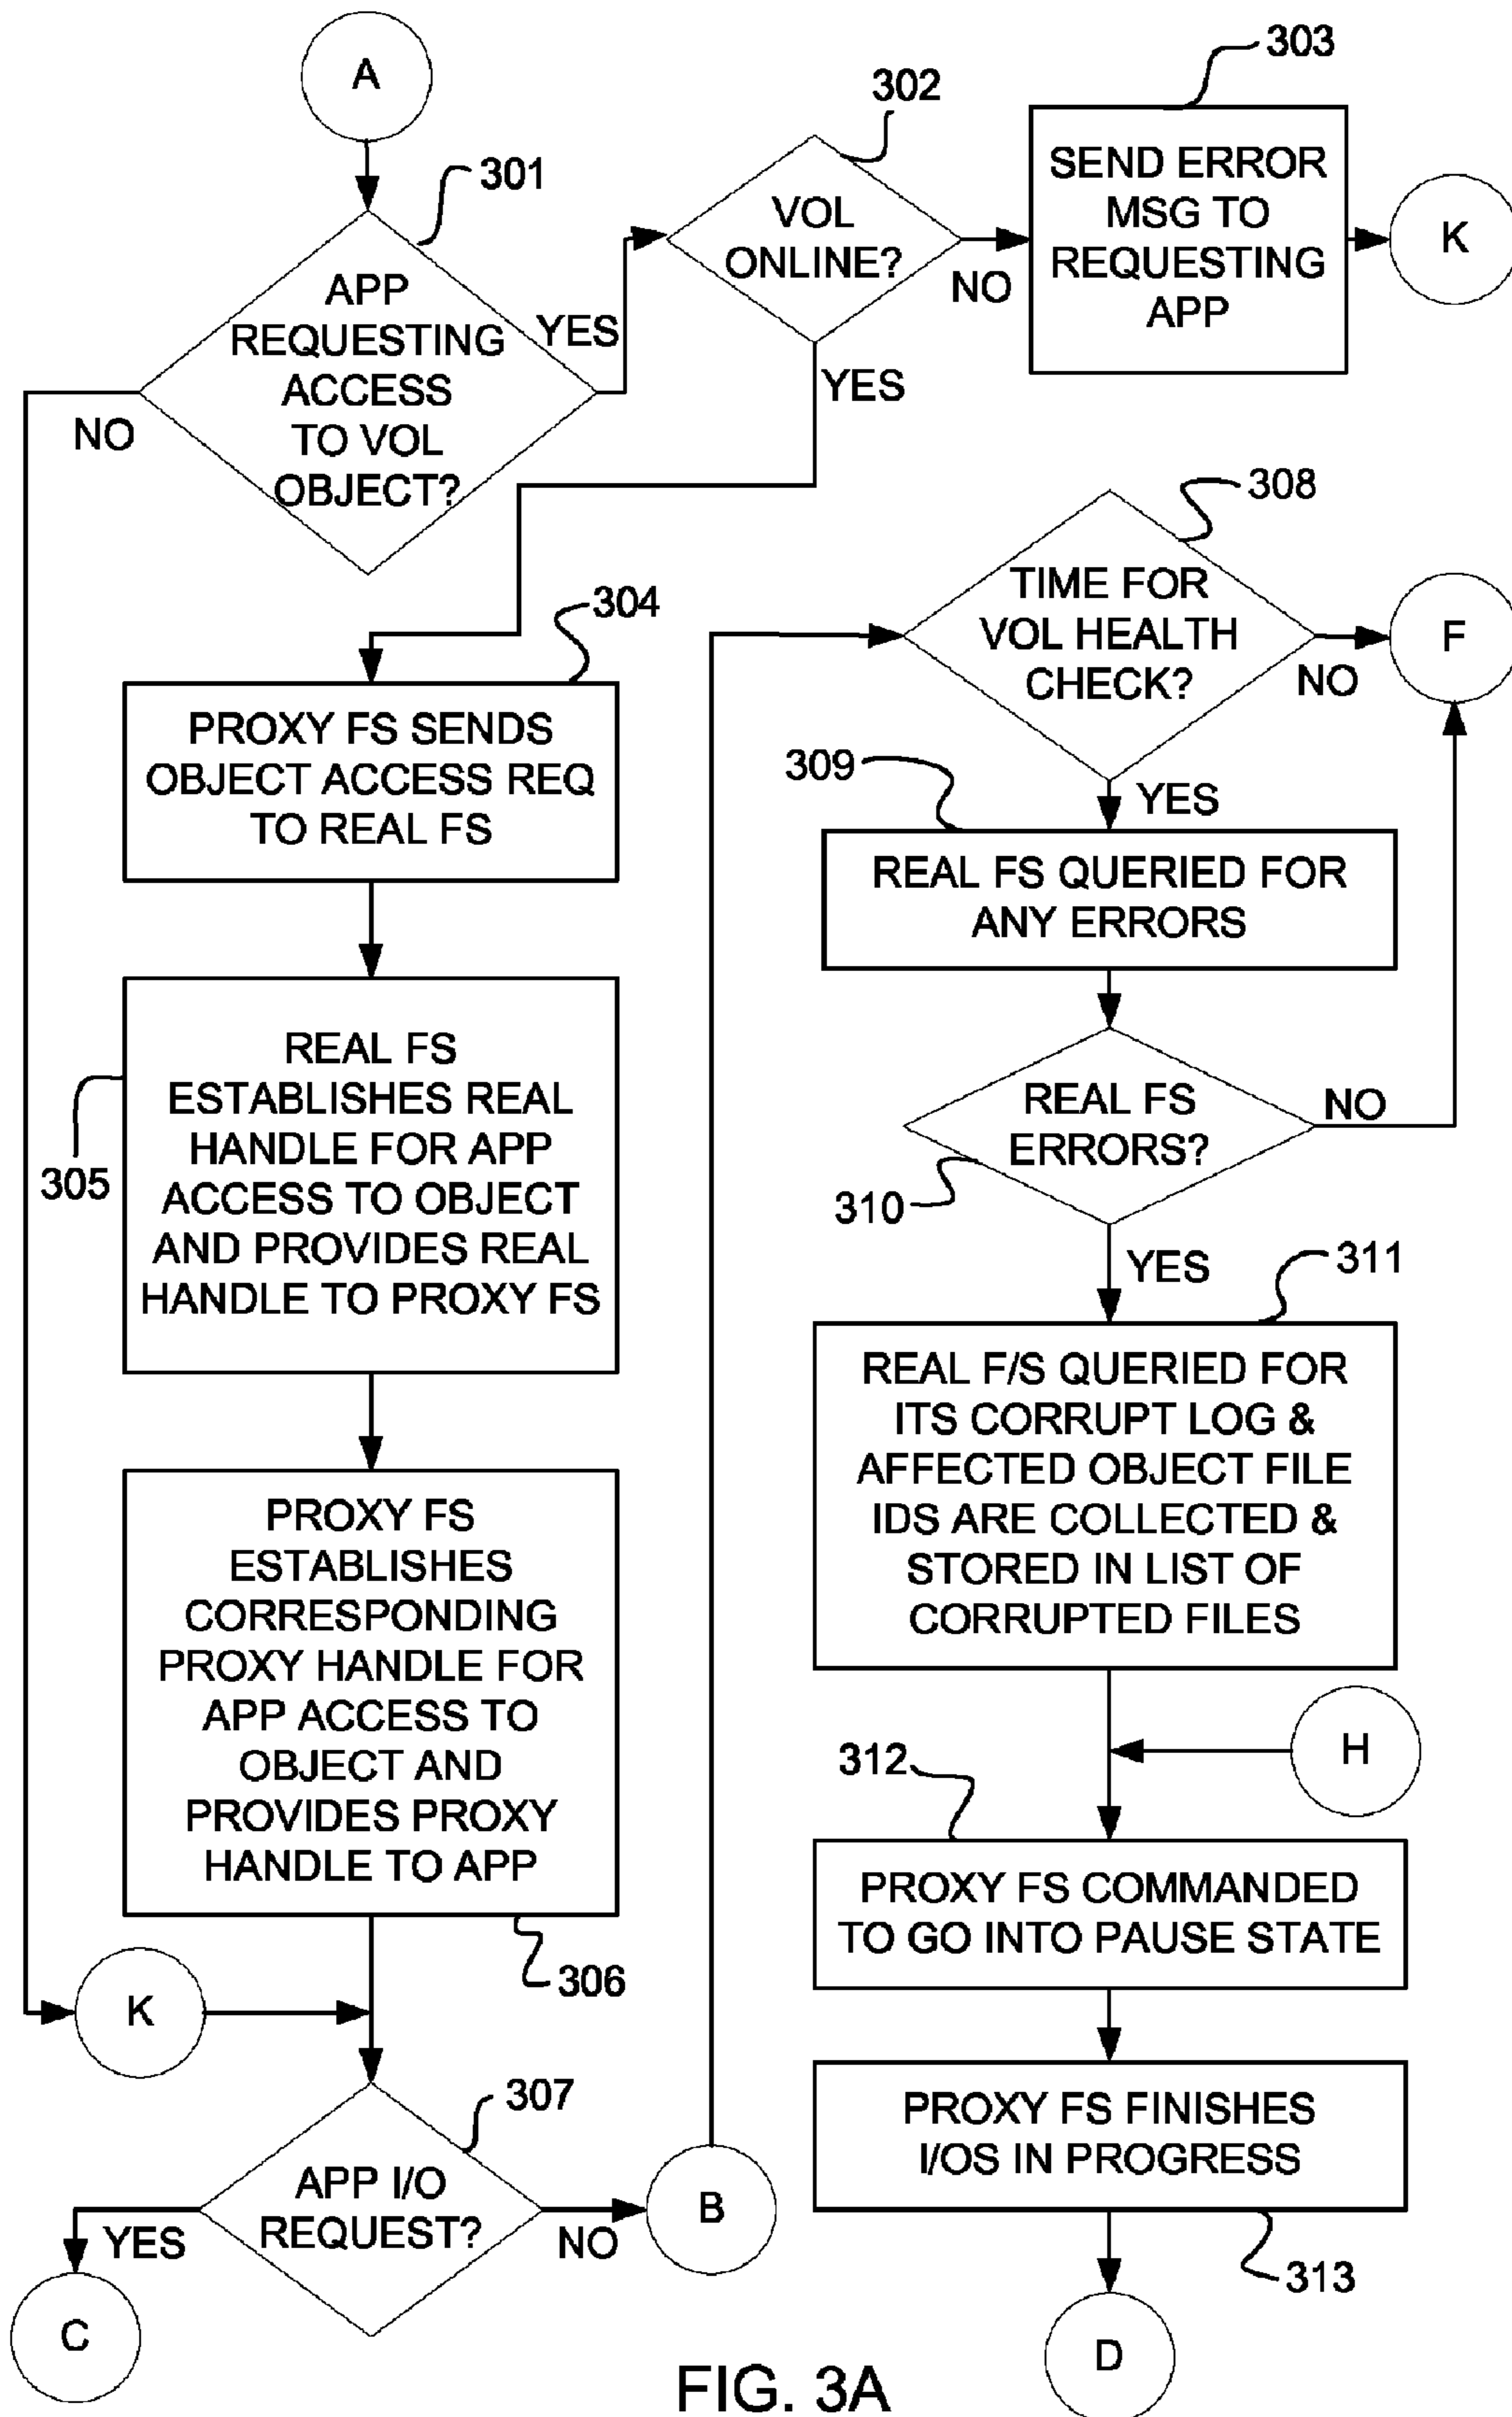 A
301
APP
REQUESTING
ACCESS
TO VOL
OBJECT?
YES
NO
302
VOL
ONLINE?
NO
YES
303
SEND ERROR
MSG TO
REQUESTING
APP
K
304
PROXY FS SENDS
OBJECT ACCESS REQ
TO REAL FS
305
REAL FS
ESTABLISHES REAL
HANDLE FOR APP
ACCESS TO OBJECT
AND PROVIDES REAL
HANDLE TO PROXY FS
PROXY FS
ESTABLISHES
CORRESPONDING
PROXY HANDLE FOR
APP ACCESS TO
OBJECT AND
PROVIDES PROXY
HANDLE TO APP
306
K
307
APP I/O
REQUEST?
YES
NO
C
B
308
TIME FOR
VOL HEALTH
CHECK?
NO
F
YES
309
REAL FS QUERIED FOR
ANY ERRORS
REAL FS
ERRORS?
NO
310
YES
311
REAL F/S QUERIED FOR
ITS CORRUPT LOG &
AFFECTED OBJECT FILE
IDS ARE COLLECTED &
STORED IN LIST OF
CORRUPTED FILES
H
312
PROXY FS COMMANDED
TO GO INTO PAUSE STATE
PROXY FS FINISHES
I/OS IN PROGRESS
313
D
FIG. 3A